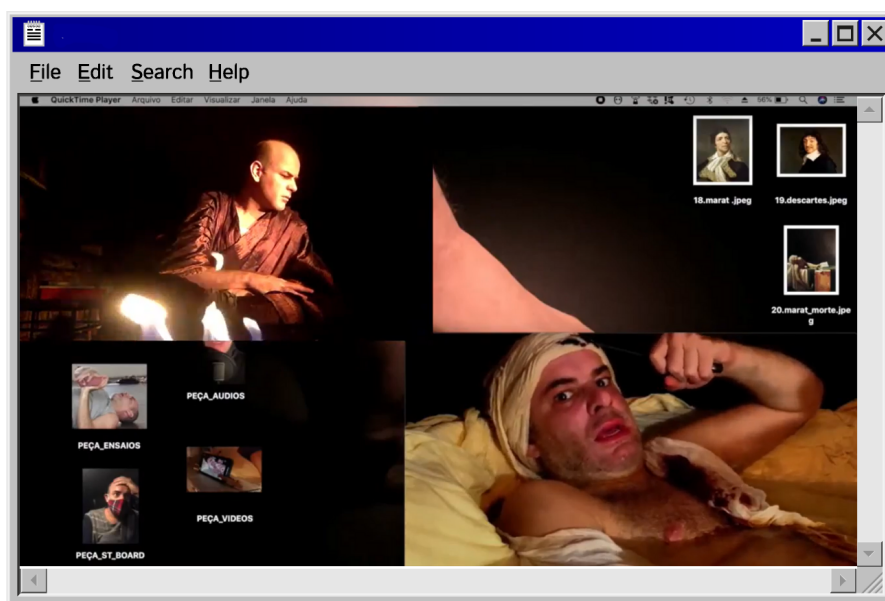 File Edit Search Help
QuickTime Player Arquivo Editar Visualizar Janela Ajuda 56%
18.marat .jpeg 19.descartes.jpeg
20.marat_morte.jpe
g
PEÇA_AUDIOS
PEÇA_ENSAIOS
PEÇA_VIDEOS
PEÇA_ST_BOARD